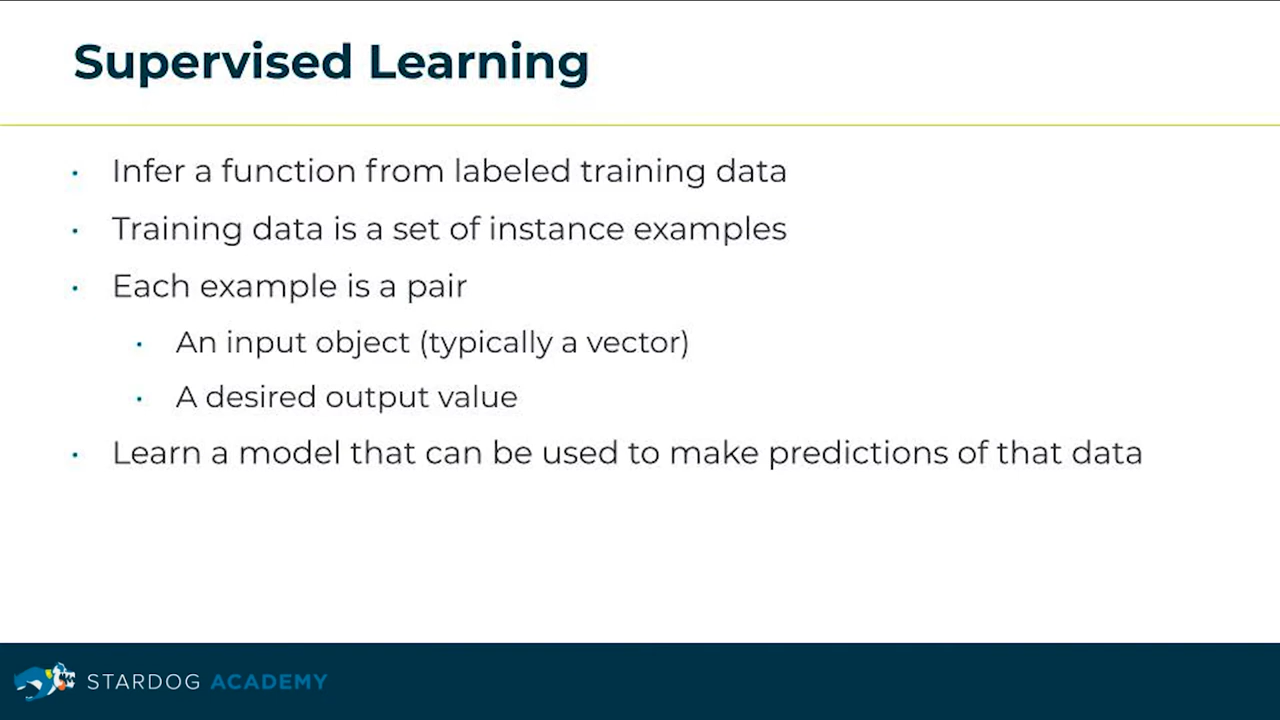 Supervised Learning
· Infer a function from labeled training data
· Training data is a set of instance examples
· Each example is a pair
· An input object (typically a vector)
· A desired output value
· Learn a model that can be used to make predictions of that data
STARDOG ACADEMY